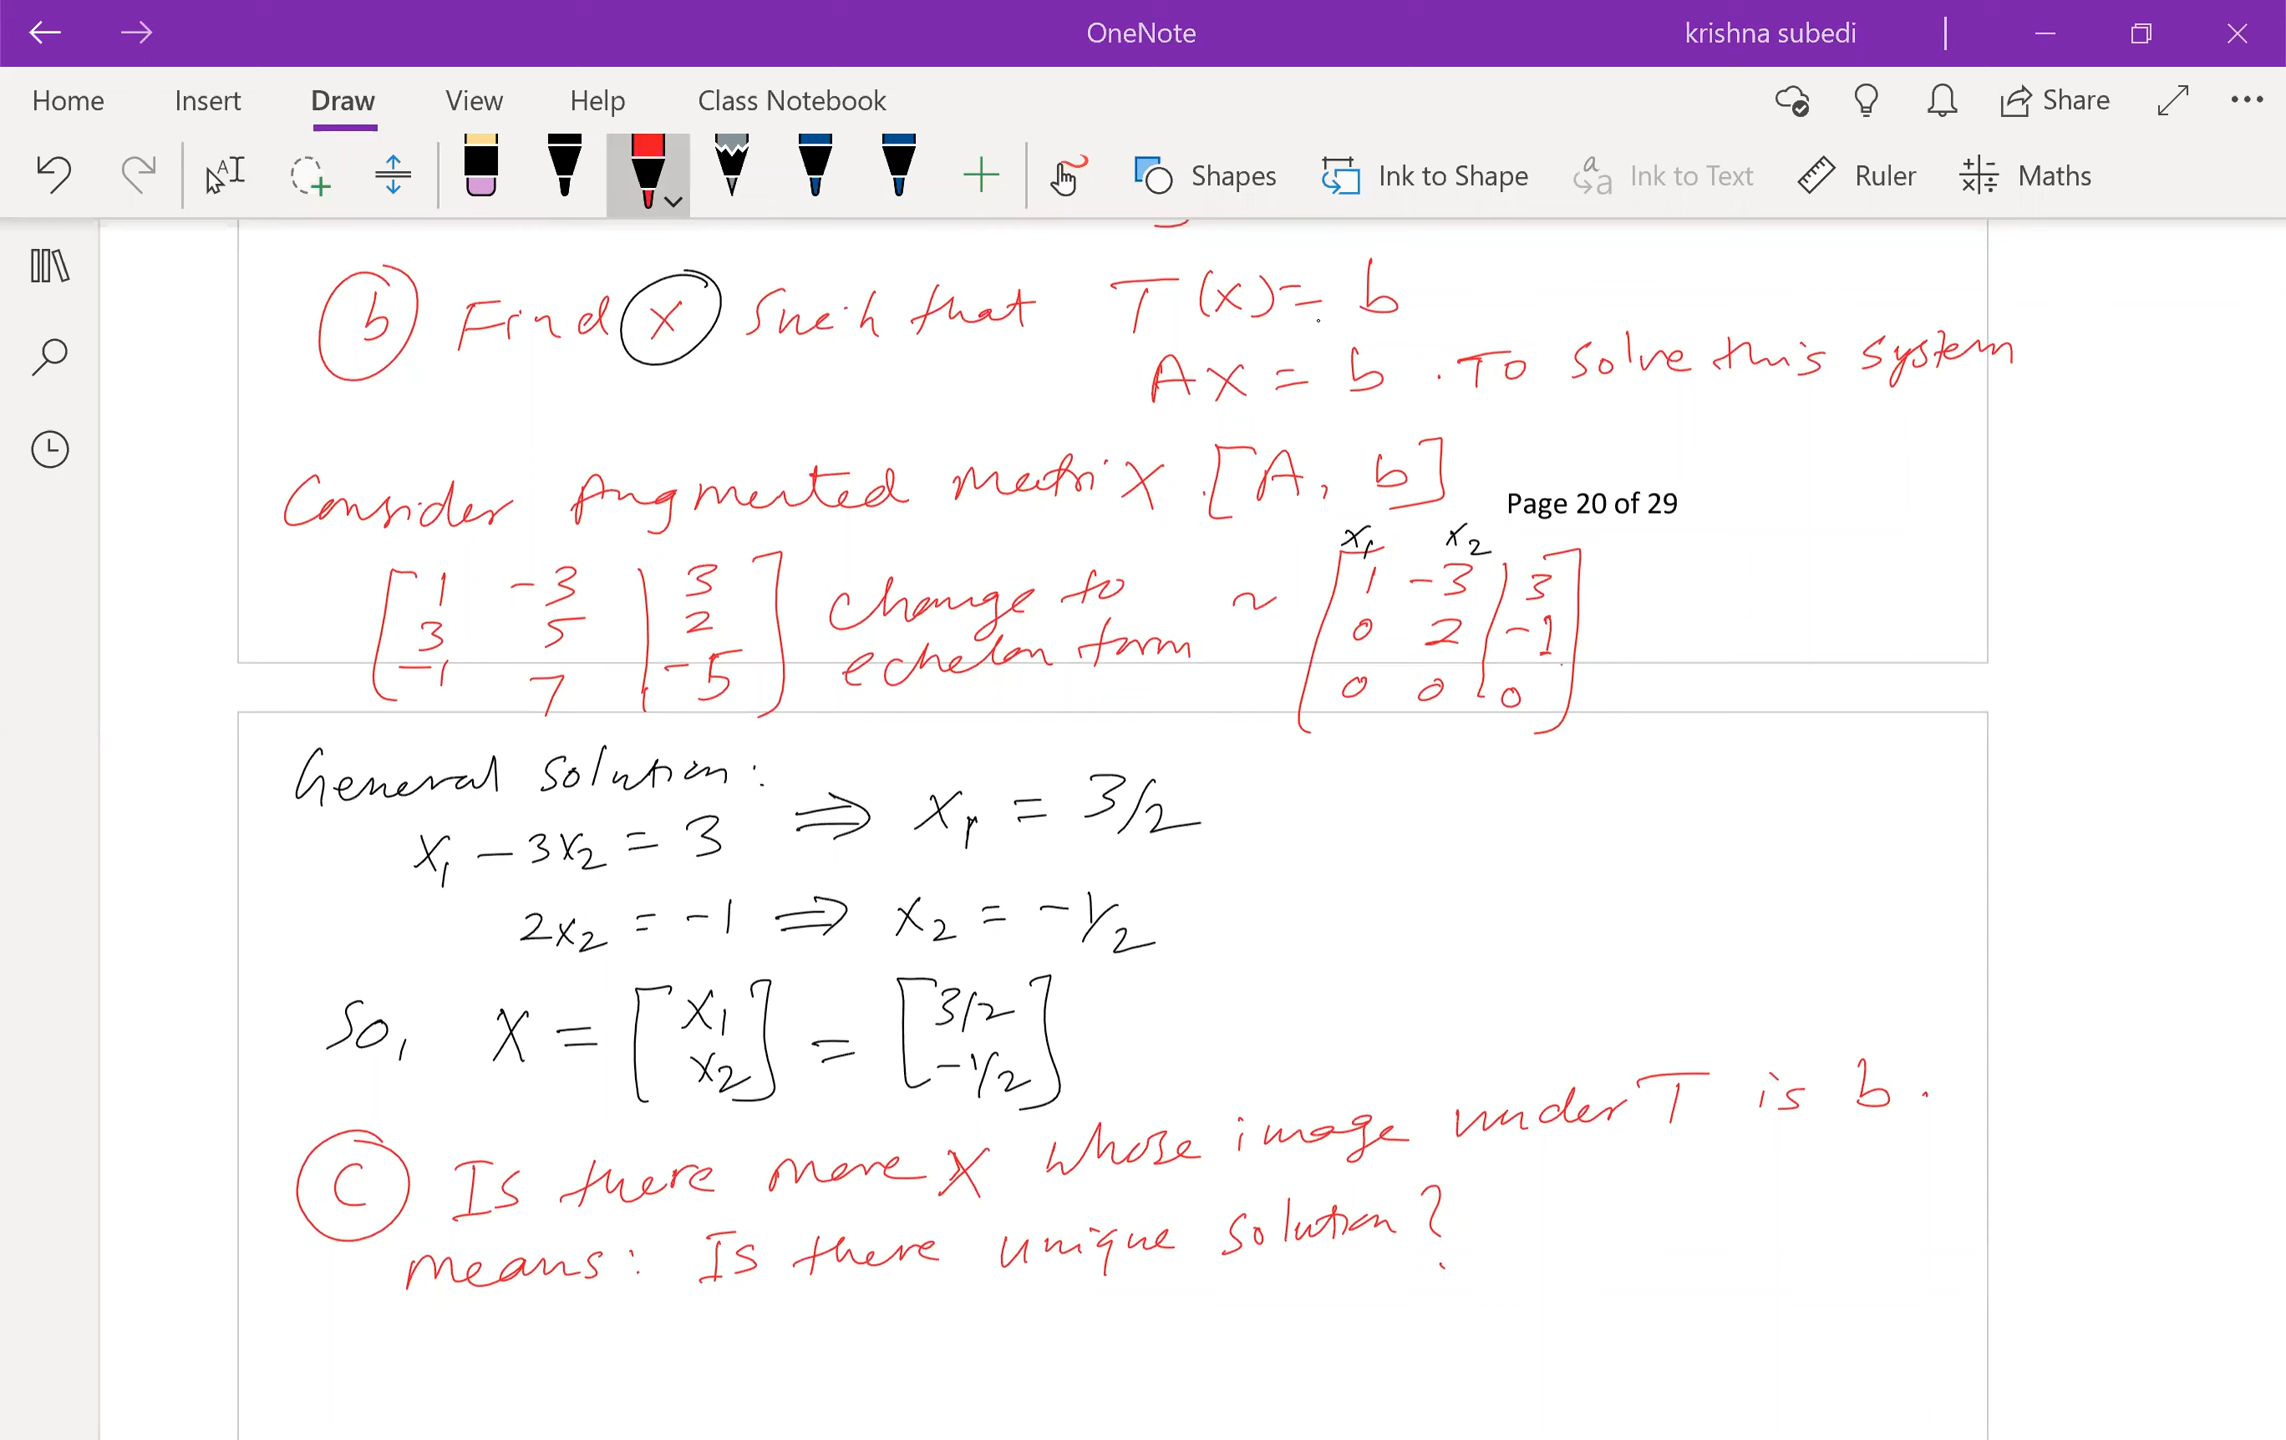 OneNote
krishna subedi
Home Insert Draw View Help Class Notebook Share
Shapes Ink to Shape Ink to Text Ruler Maths
b Find x Such that T(x) = b
Ax = b . To solve this system
Consider Augmented matrix [A, b]
Page 20 of 29
x1 x2
[1 -3 | 3] change to ~ [1 -3 | 3]
[3 5 | 2] echelon form [0 2 | -1]
[-1 7 | -5] [0 0 | 0]
General solution:
x1 - 3x2 = 3 ⇒ x1 = 3/2
2x2 = -1 ⇒ x2 = -1/2
So, X = [x1 x2] = [3/2 -1/2]
C Is there more X whose image under T is b.
means: Is there unique solution?